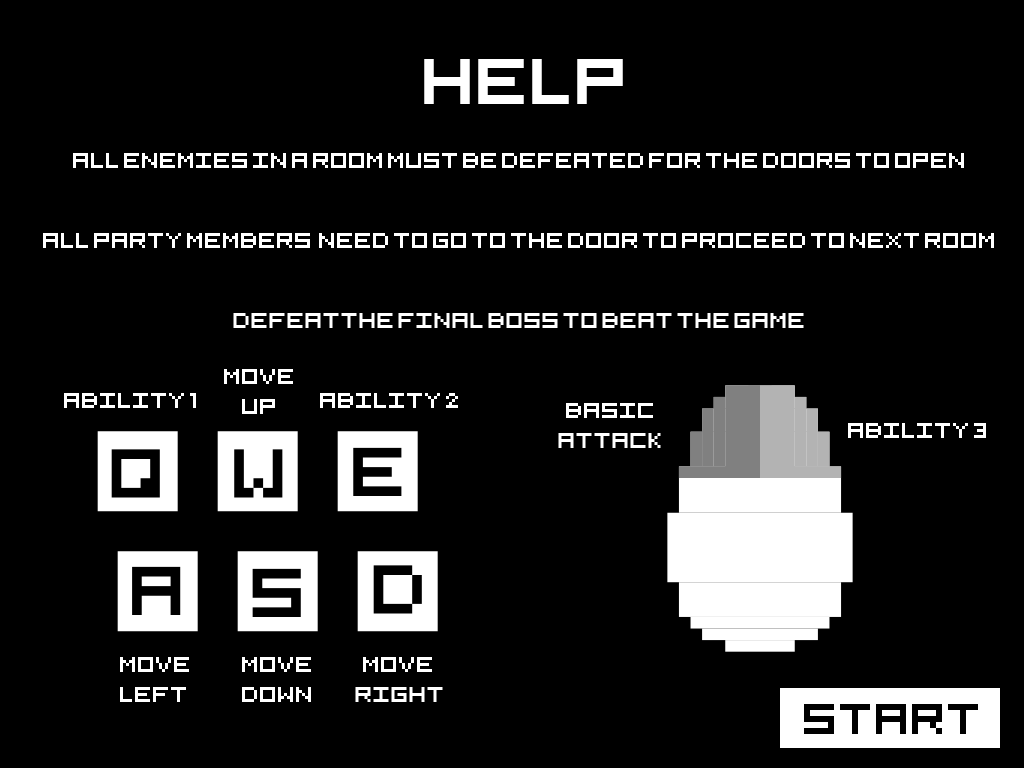 HELP
ALL ENEMIES IN A ROOM MUST BE DEFEATED FOR THE DOORS TO OPEN
ALL PARTY MEMBERS NEED TO GO TO THE DOOR TO PROCEED TO NEXT ROOM
DEFEAT THE FINAL BOSS TO BEAT THE GAME
ABILITY 1
MOVE
UP
ABILITY 2
BASIC
ATTACK
ABILITY 3
Q W E
A S D
MOVE
LEFT
MOVE
DOWN
MOVE
RIGHT
START